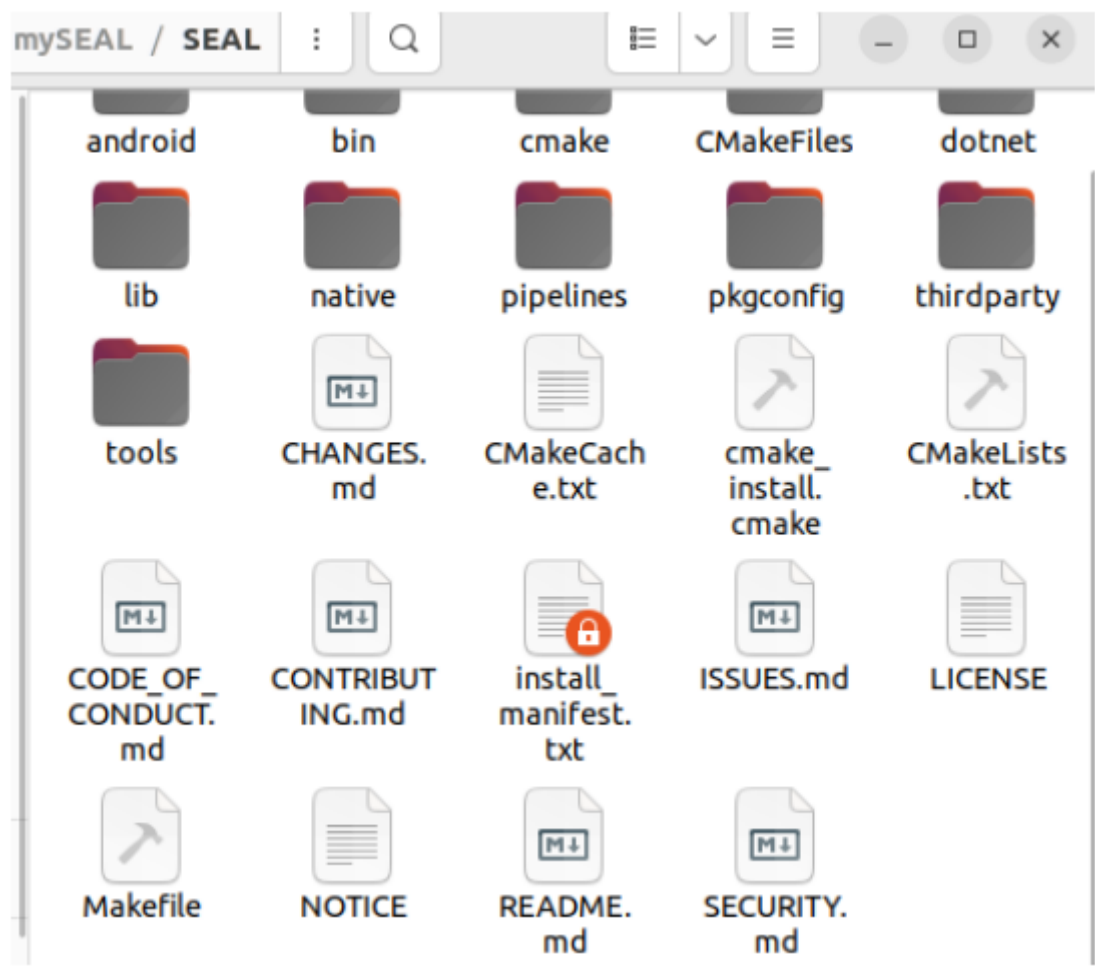 mySEAL / SEAL
android bin cmake CMakeFiles dotnet
lib native pipelines pkgconfig thirdparty
tools
CHANGES.
md
CMakeCach
e.txt
cmake_
install.
cmake
CMakeLists
.txt
CODE_OF_
CONDUCT.
md
CONTRIBUT
ING.md
install_
manifest.
txt
ISSUES.md
LICENSE
Makefile
NOTICE
README.
md
SECURITY.
md